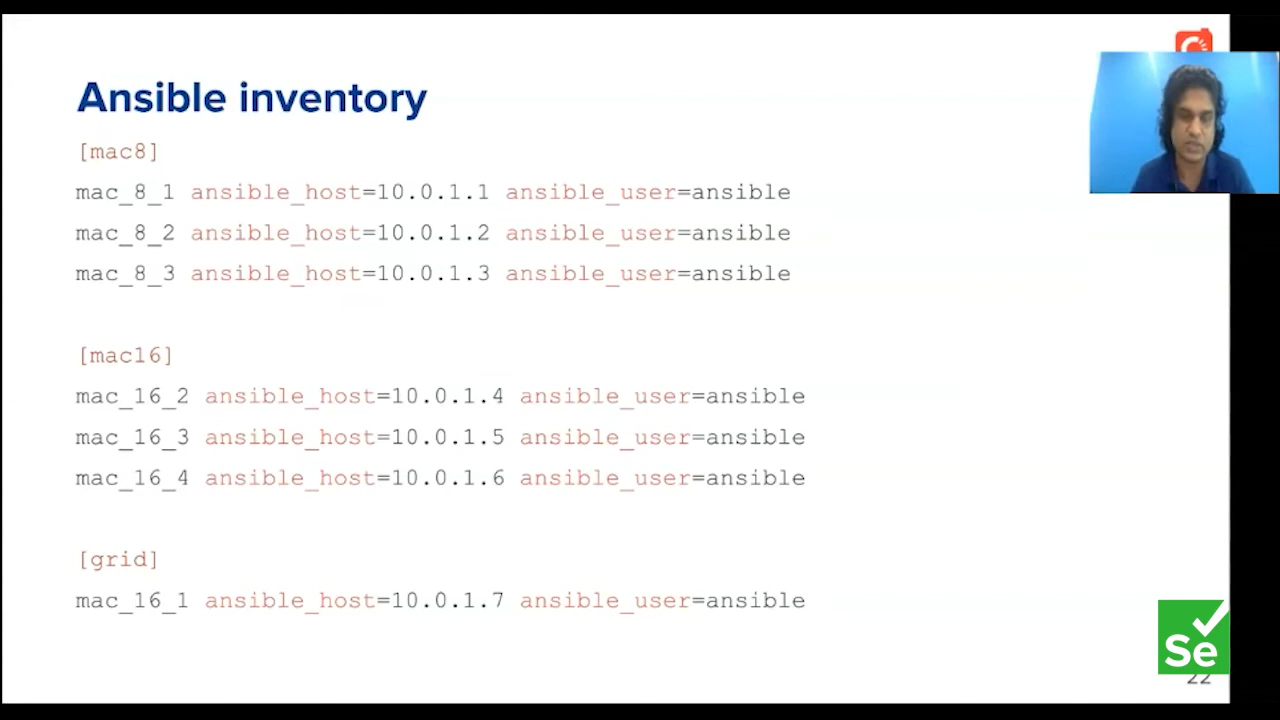 Ansible inventory
[mac8]
mac_8_1 ansible_host=10.0.1.1 ansible_user=ansible
mac_8_2 ansible_host=10.0.1.2 ansible_user=ansible
mac_8_3 ansible_host=10.0.1.3 ansible_user=ansible
[mac16]
mac_16_2 ansible_host=10.0.1.4 ansible_user=ansible
mac_16_3 ansible_host=10.0.1.5 ansible_user=ansible
mac_16_4 ansible_host=10.0.1.6 ansible_user=ansible
[grid]
mac_16_1 ansible_host=10.0.1.7 ansible_user=ansible
Se
22